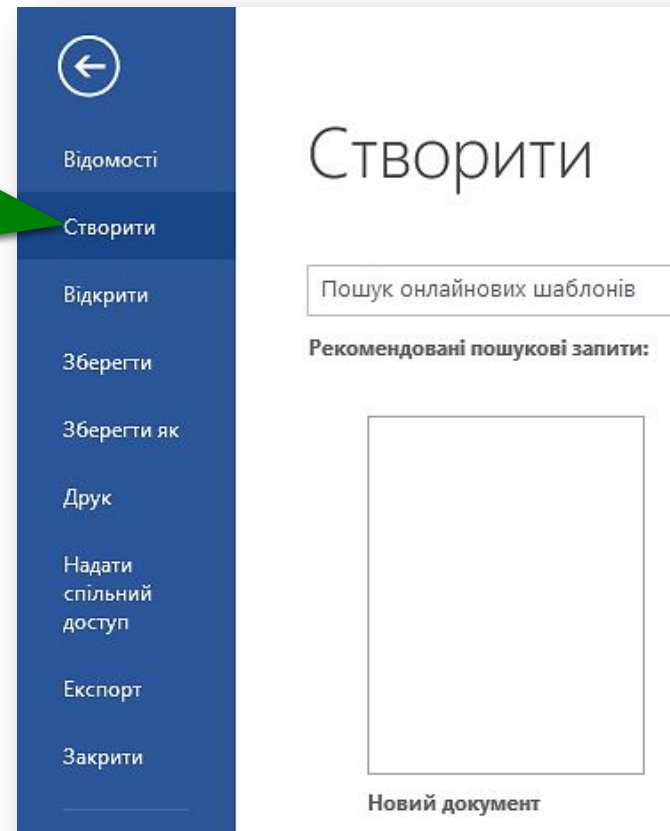 Відомості
Створити
Відкрити
Зберегти
Зберегти як
Друк
Надати
спільний
доступ
Експорт
Закрити
Створити
Пошук онлайнових шаблонів
Рекомендовані пошукові запити:
Новий документ